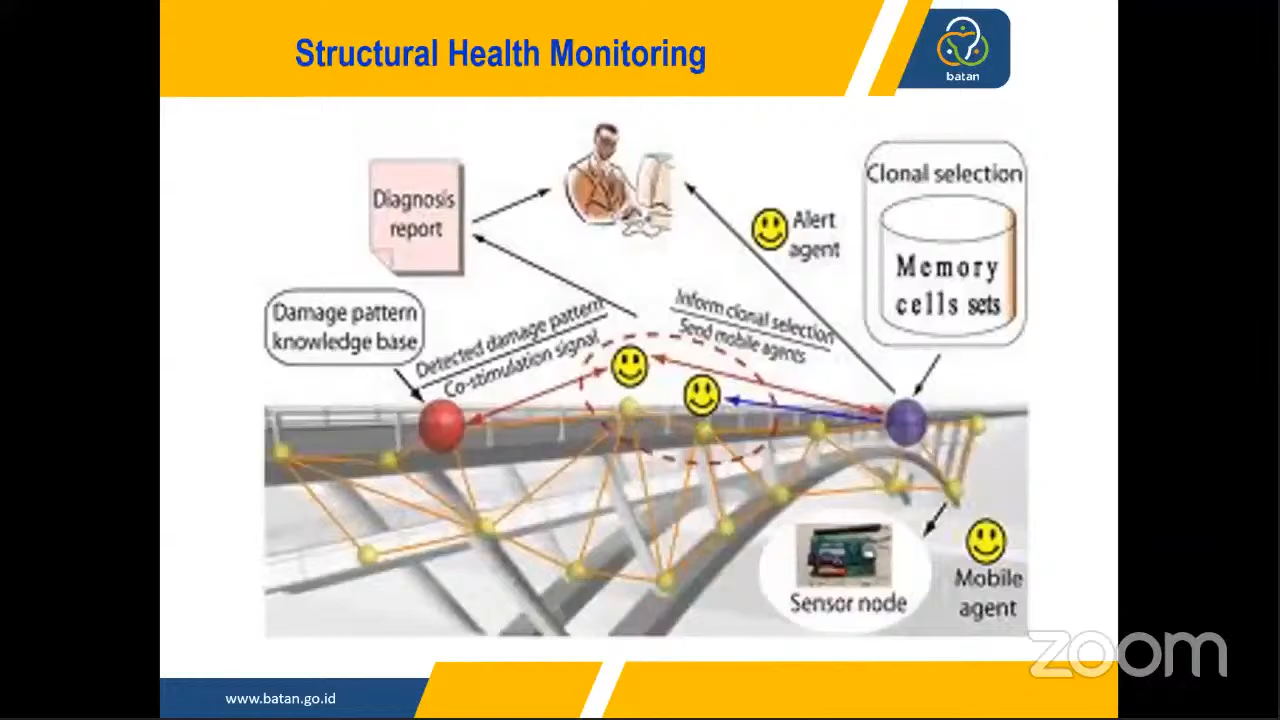 Structural Health Monitoring
batan
Diagnosis
report
Alert
agent
Clonal selection
Memory
cells sets
Damage pattern
knowledge base
Detected damage pattern
Co-stimulation signal
Inform clonal selection
Send mobile agents
Sensor node
Mobile
agent
zoom
www.batan.go.id